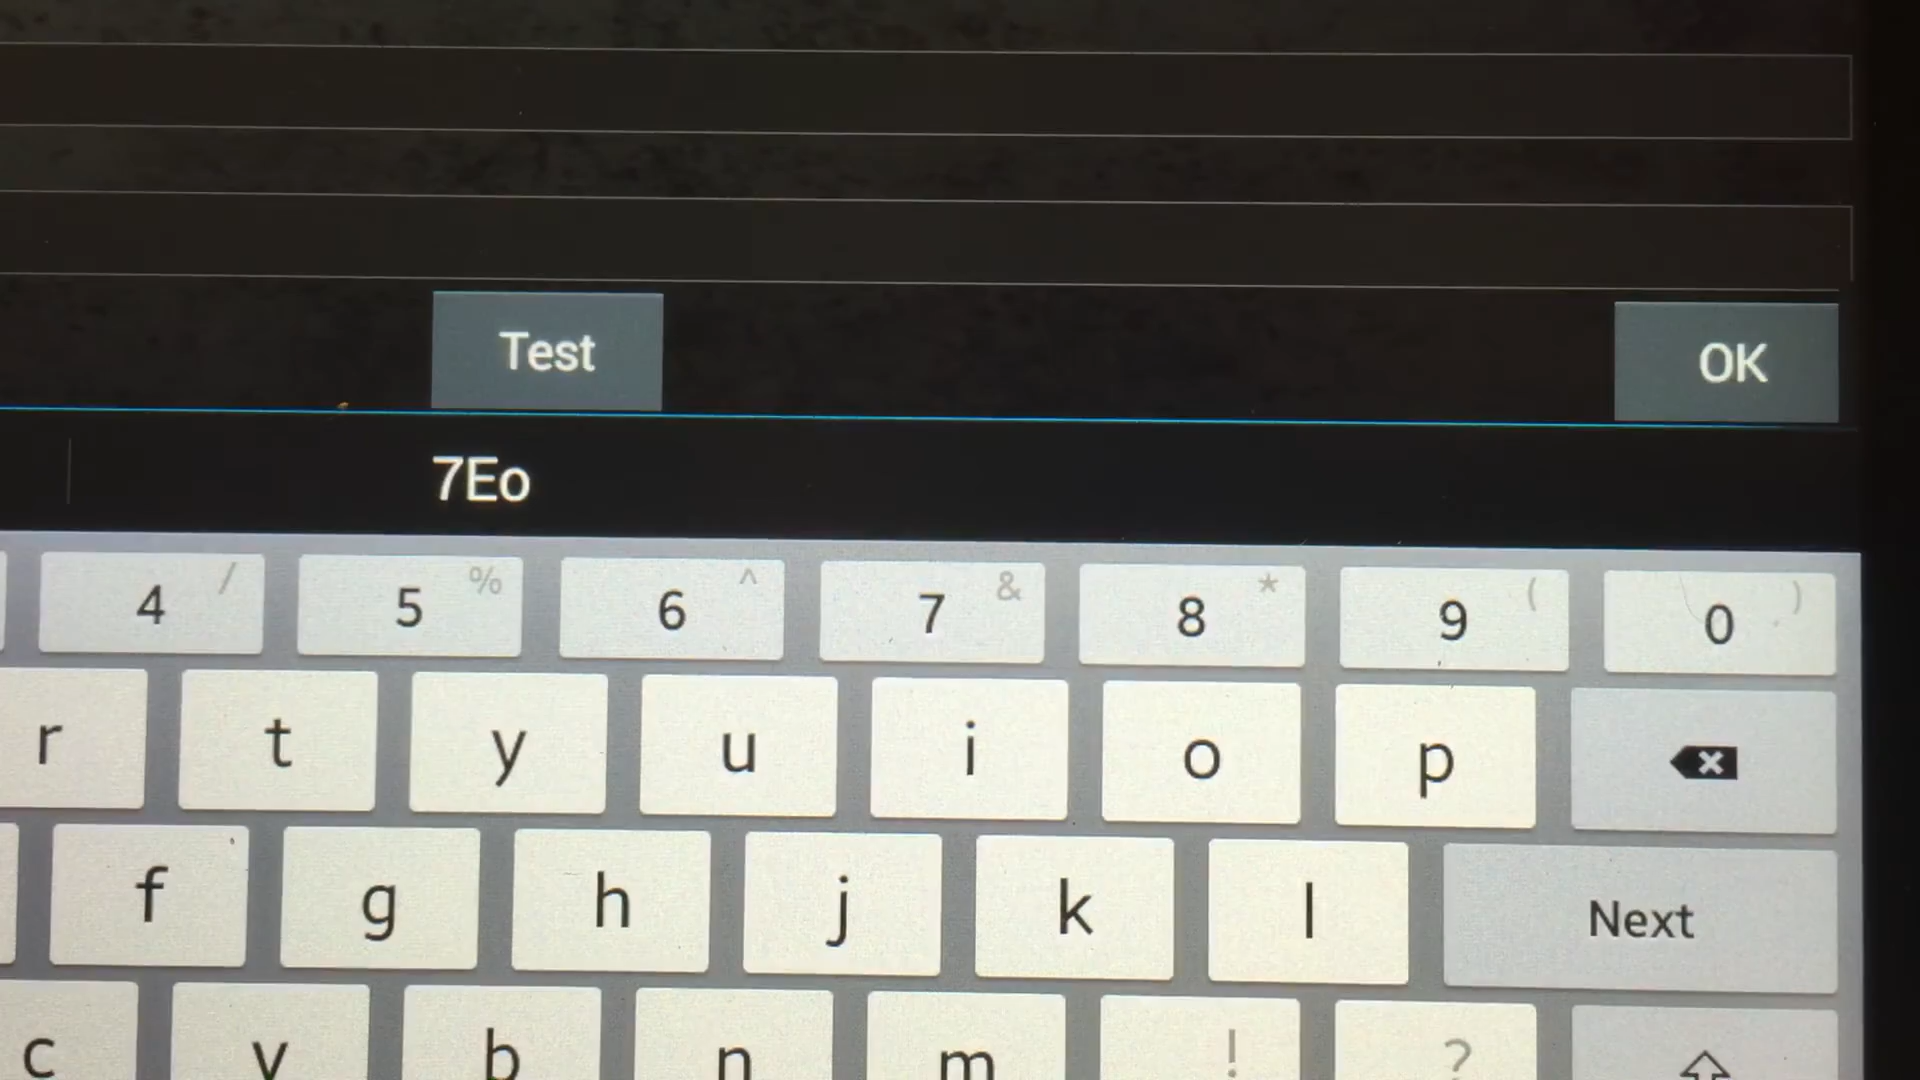 Test OK
7Eo
4 / 5 % 6 ^ 7 & 8 * 9 ( 0 )
r t y u i o p
f g h j k l Next
c v b n m ! ?